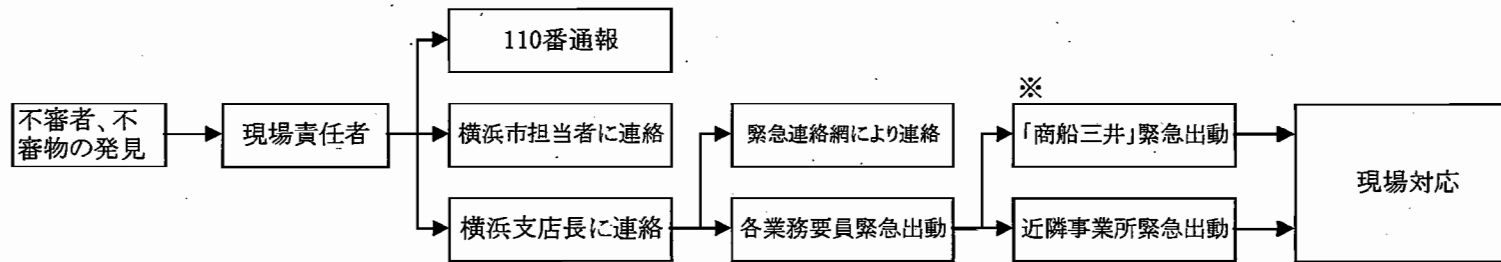 110番通報
※
不審者、不
審物の発見
現場責任者
横浜市担当者に連絡
緊急連絡網により連絡
「商船三井」緊急出動
現場対応
横浜支店長に連絡
各業務要員緊急出動
近隣事業所緊急出動